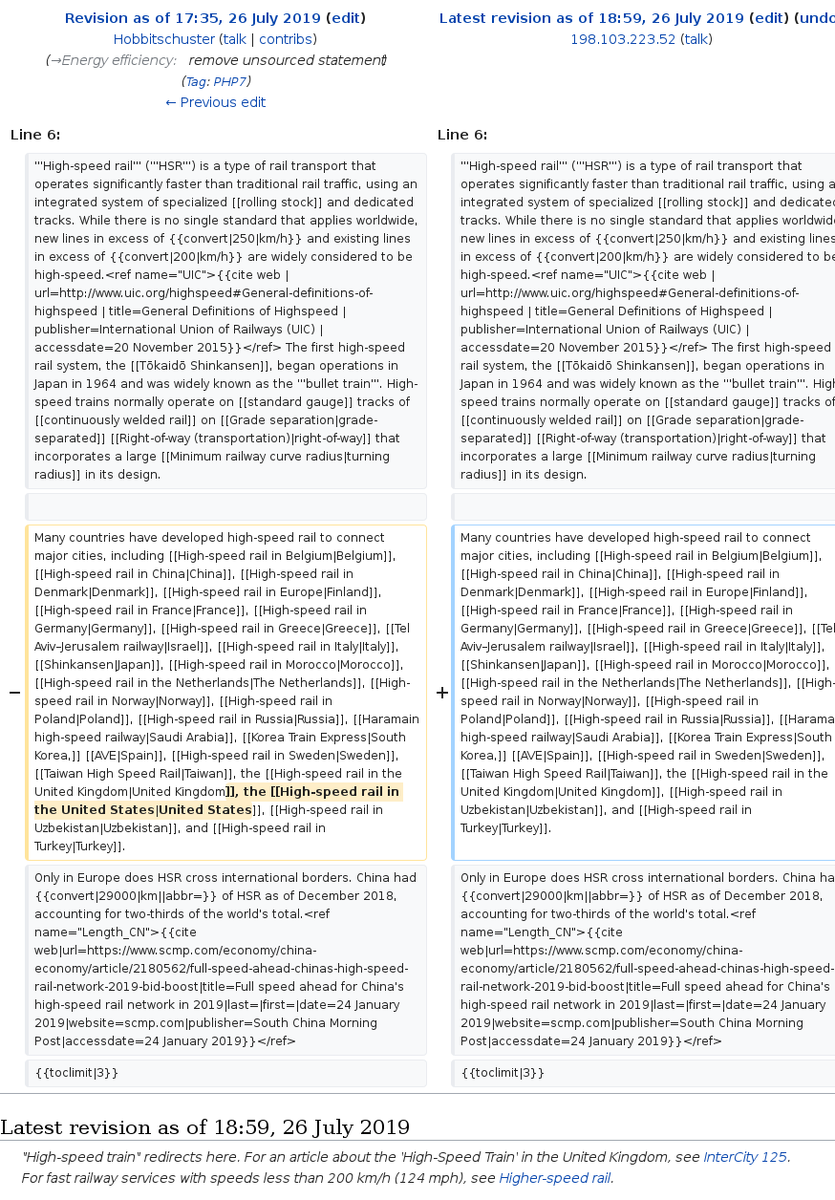 Revision as of 17:35, 26 July 2019 (edit)
Hobbitschuster (talk | contribs)
(→Energy efficiency: remove unsourced statement)
(Tag: PHP7)
← Previous edit
Latest revision as of 18:59, 26 July 2019 (edit) (undo
198.103.223.52 (talk)
Line 6:
'''High-speed rail''' ('''HSR''') is a type of rail transport that
operates significantly faster than traditional rail traffic, using an
integrated system of specialized [[rolling stock]] and dedicated
tracks. While there is no single standard that applies worldwide,
new lines in excess of {{convert|250|km/h}} and existing lines
in excess of {{convert|200|km/h}} are widely considered to be
high-speed.<ref name="UIC">{{cite web |
url=http://www.uic.org/highspeed#General-definitions-of-
highspeed | title=General Definitions of Highspeed |
publisher=International Union of Railways (UIC) |
accessdate=20 November 2015}}</ref> The first high-speed
rail system, the [[Tōkaidō Shinkansen]], began operations in
Japan in 1964 and was widely known as the '''bullet train'''. High-
speed trains normally operate on [[standard gauge]] tracks of
[[continuously welded rail]] on [[Grade separation|grade-
separated]] [[Right-of-way (transportation)|right-of-way]] that
incorporates a large [[Minimum railway curve radius|turning
radius]] in its design.
− Many countries have developed high-speed rail to connect
major cities, including [[High-speed rail in Belgium|Belgium]],
[[High-speed rail in China|China]], [[High-speed rail in
Denmark|Denmark]], [[High-speed rail in Europe|Finland]],
[[High-speed rail in France|France]], [[High-speed rail in
Germany|Germany]], [[High-speed rail in Greece|Greece]], [[Tel
Aviv–Jerusalem railway|Israel]], [[High-speed rail in Italy|Italy]],
[[Shinkansen|Japan]], [[High-speed rail in Morocco|Morocco]],
[[High-speed rail in the Netherlands|The Netherlands]], [[High-
speed rail in Norway|Norway]], [[High-speed rail in
Poland|Poland]], [[High-speed rail in Russia|Russia]], [[Haramain
high-speed railway|Saudi Arabia]], [[Korea Train Express|South
Korea,]] [[AVE|Spain]], [[High-speed rail in Sweden|Sweden]],
[[Taiwan High Speed Rail|Taiwan]], the [[High-speed rail in the
United Kingdom|United Kingdom]], the [[High-speed rail in
the United States|United States]], [[High-speed rail in
Uzbekistan|Uzbekistan]], and [[High-speed rail in
Turkey|Turkey]].
Only in Europe does HSR cross international borders. China had
{{convert|29000|km||abbr=}} of HSR as of December 2018,
accounting for two-thirds of the world's total.<ref
name="Length_CN">{{cite
web|url=https://www.scmp.com/economy/china-
economy/article/2180562/full-speed-ahead-chinas-high-speed-
rail-network-2019-bid-boost|title=Full speed ahead for China's
high-speed rail network in 2019|last=|first=|date=24 January
2019|website=scmp.com|publisher=South China Morning
Post|accessdate=24 January 2019}}</ref>
{{toclimit|3}}
Line 6:
'''High-speed rail''' ('''HSR''') is a type of rail transport that
operates significantly faster than traditional rail traffic, using a
integrated system of specialized [[rolling stock]] and dedicate
tracks. While there is no single standard that applies worldwid
new lines in excess of {{convert|250|km/h}} and existing lines
in excess of {{convert|200|km/h}} are widely considered to be
high-speed.<ref name="UIC">{{cite web |
url=http://www.uic.org/highspeed#General-definitions-of-
highspeed | title=General Definitions of Highspeed |
publisher=International Union of Railways (UIC) |
accessdate=20 November 2015}}</ref> The first high-speed
rail system, the [[Tōkaidō Shinkansen]], began operations in
Japan in 1964 and was widely known as the '''bullet train'''. High
speed trains normally operate on [[standard gauge]] tracks of
[[continuously welded rail]] on [[Grade separation|grade-
separated]] [[Right-of-way (transportation)|right-of-way]] that
incorporates a large [[Minimum railway curve radius|turning
radius]] in its design.
+ Many countries have developed high-speed rail to connect
major cities, including [[High-speed rail in Belgium|Belgium]],
[[High-speed rail in China|China]], [[High-speed rail in
Denmark|Denmark]], [[High-speed rail in Europe|Finland]],
[[High-speed rail in France|France]], [[High-speed rail in
Germany|Germany]], [[High-speed rail in Greece|Greece]], [[Tel
Aviv–Jerusalem railway|Israel]], [[High-speed rail in Italy|Italy]],
[[Shinkansen|Japan]], [[High-speed rail in Morocco|Morocco]],
[[High-speed rail in the Netherlands|The Netherlands]], [[High-
speed rail in Norway|Norway]], [[High-speed rail in
Poland|Poland]], [[High-speed rail in Russia|Russia]], [[Harama
high-speed railway|Saudi Arabia]], [[Korea Train Express|South
Korea,]] [[AVE|Spain]], [[High-speed rail in Sweden|Sweden]],
[[Taiwan High Speed Rail|Taiwan]], the [[High-speed rail in the
United Kingdom|United Kingdom]], [[High-speed rail in
Uzbekistan|Uzbekistan]], and [[High-speed rail in
Turkey|Turkey]].
Only in Europe does HSR cross international borders. China ha
{{convert|29000|km||abbr=}} of HSR as of December 2018,
accounting for two-thirds of the world's total.<ref
name="Length_CN">{{cite
web|url=https://www.scmp.com/economy/china-
economy/article/2180562/full-speed-ahead-chinas-high-speed-
rail-network-2019-bid-boost|title=Full speed ahead for China's
high-speed rail network in 2019|last=|first=|date=24 January
2019|website=scmp.com|publisher=South China Morning
Post|accessdate=24 January 2019}}</ref>
{{toclimit|3}}
Latest revision as of 18:59, 26 July 2019
"High-speed train" redirects here. For an article about the 'High-Speed Train' in the United Kingdom, see InterCity 125.
For fast railway services with speeds less than 200 km/h (124 mph), see Higher-speed rail.